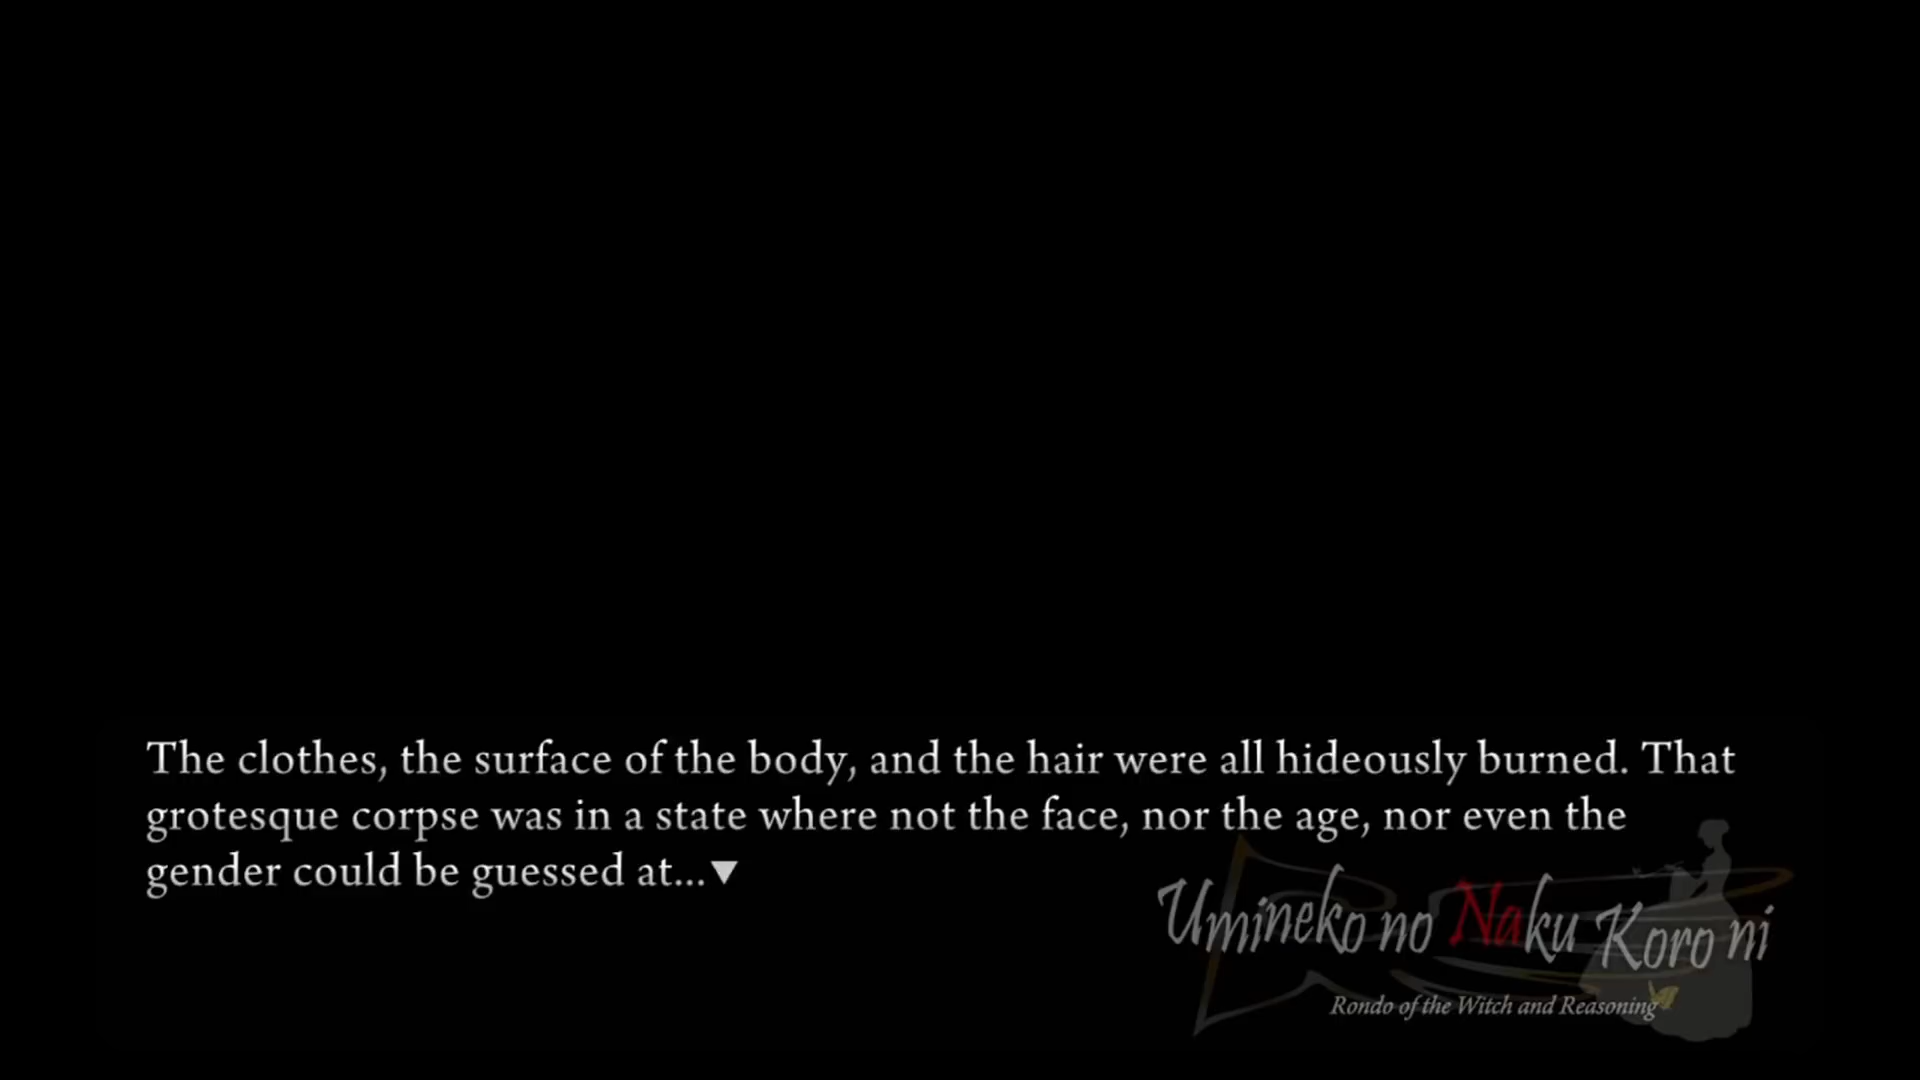 The clothes, the surface of the body, and the hair were all hideously burned. That
grotesque corpse was in a state where not the face, nor the age, nor even the
gender could be guessed at...▼
Umineko no Naku Koro ni
Rondo of the Witch and Reasoning